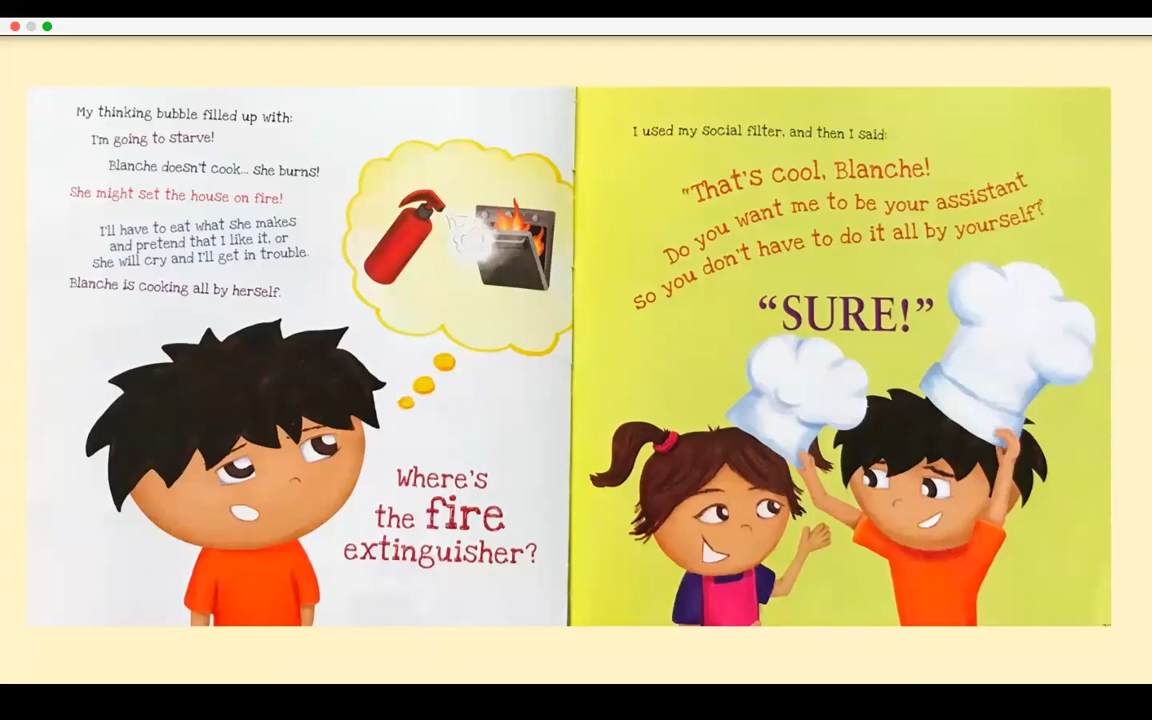 My thinking bubble filled up with:
I'm going to starve!
Blanche doesn't cook... she burns!
She might set the house on fire!
I'll have to eat what she makes
and pretend that I like it, or
she will cry and I'll get in trouble.
Blanche is cooking all by herself.
Where's
the fire
extinguisher?
I used my social filter, and then I said:
"That's cool, Blanche!
Do you want me to be your assistant
so you don't have to do it all by yourself?"
"SURE!"